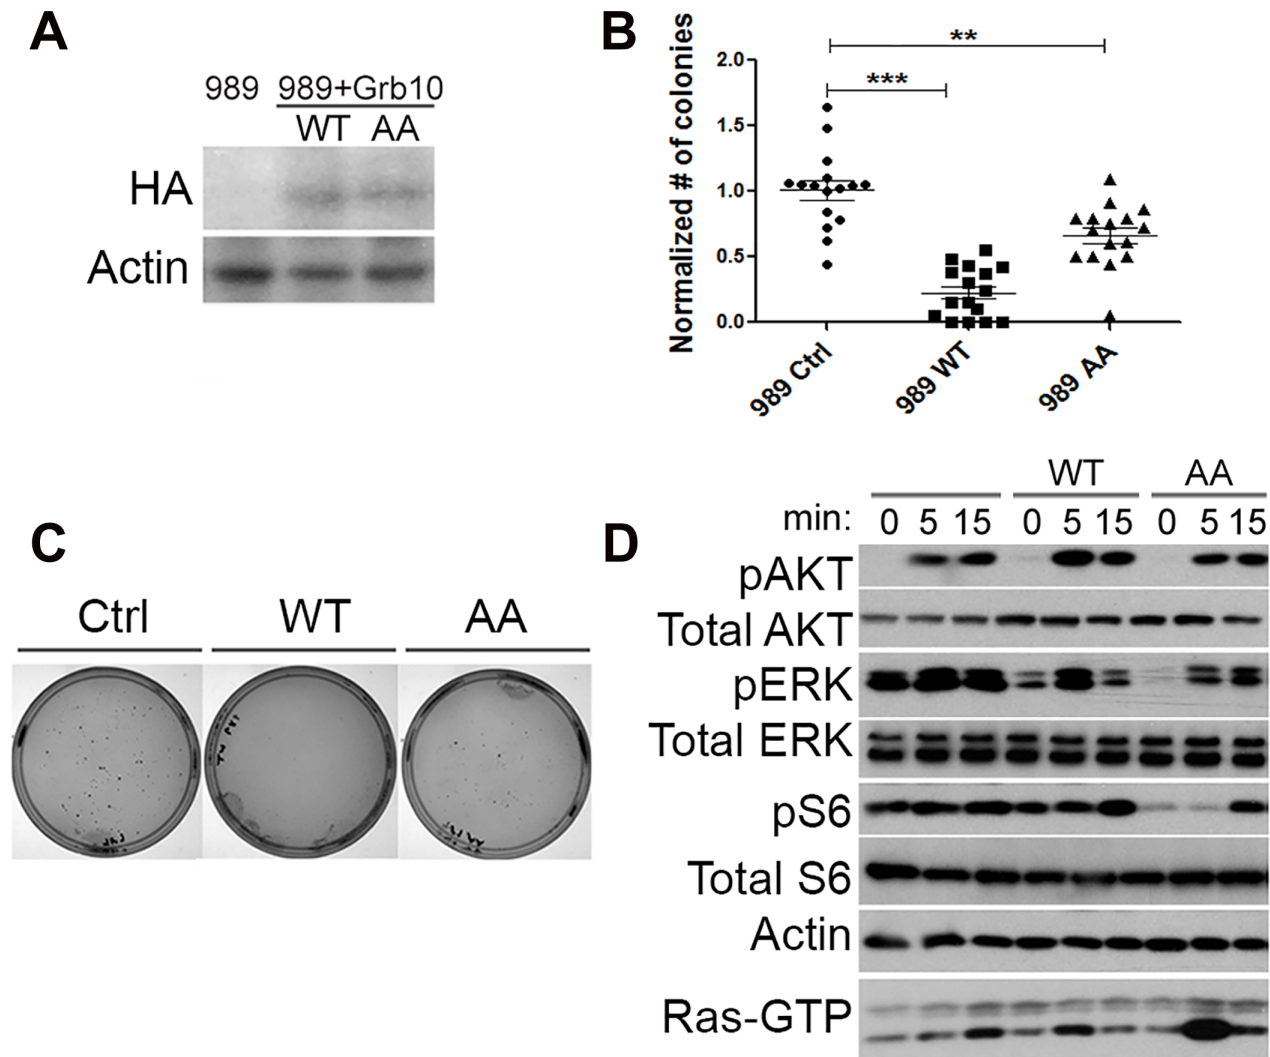 A
989 989+Grb10
WT AA
HA
Actin
B
Normalized # of colonies
2.0
1.5
1.0
0.5
0.0
**
***
989 Ctrl
989 WT
989 AA
C
Ctrl WT AA
D
WT AA
min: 0 5 15 0 5 15 0 5 15
pAKT
Total AKT
pERK
Total ERK
pS6
Total S6
Actin
Ras-GTP